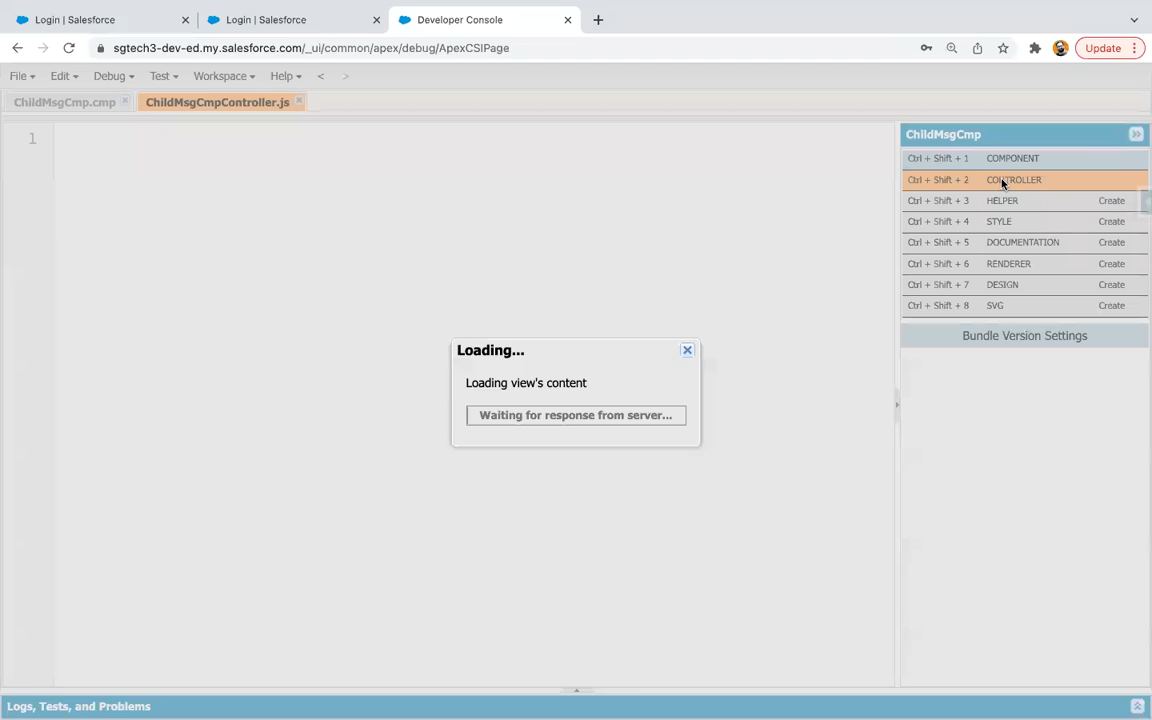 Login | Salesforce
Login | Salesforce
Developer Console
sgtech3-dev-ed.my.salesforce.com/_ui/common/apex/debug/ApexCSIPage
Update
File Edit Debug Test Workspace Help < >
ChildMsgCmp.cmp
ChildMsgCmpController.js
1
ChildMsgCmp
Ctrl + Shift + 1 COMPONENT
Ctrl + Shift + 2 CONTROLLER
Ctrl + Shift + 3 HELPER Create
Ctrl + Shift + 4 STYLE Create
Ctrl + Shift + 5 DOCUMENTATION Create
Ctrl + Shift + 6 RENDERER Create
Ctrl + Shift + 7 DESIGN Create
Ctrl + Shift + 8 SVG Create
Bundle Version Settings
Loading...
Loading view's content
Waiting for response from server...
Logs, Tests, and Problems